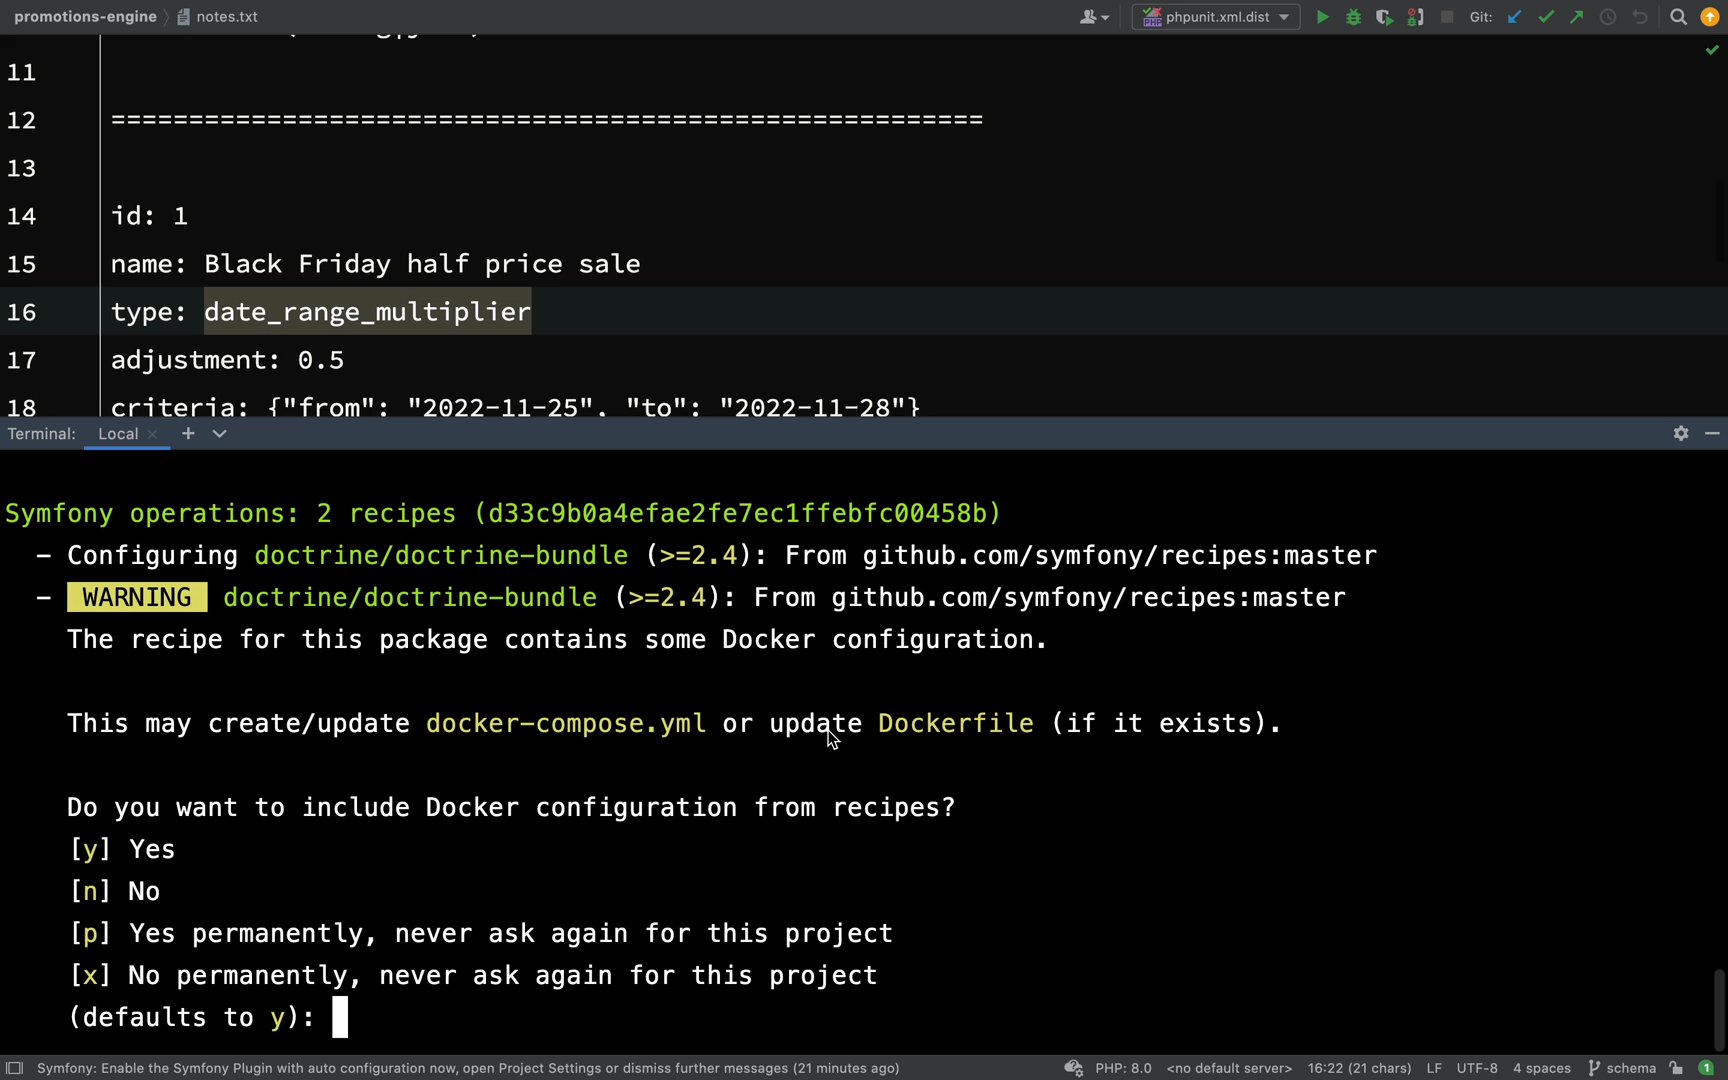 promotions-engine notes.txt phpunit.xml.dist Git:
11
12 ========================================================
13
14 id: 1
15 name: Black Friday half price sale
16 type: date_range_multiplier
17 adjustment: 0.5
18 criteria: {"from": "2022-11-25", "to": "2022-11-28"}
Terminal: Local
Symfony operations: 2 recipes (d33c9b0a4efae2fe7ec1ffebfc00458b)
- Configuring doctrine/doctrine-bundle (>=2.4): From github.com/symfony/recipes:master
- WARNING doctrine/doctrine-bundle (>=2.4): From github.com/symfony/recipes:master
The recipe for this package contains some Docker configuration.
This may create/update docker-compose.yml or update Dockerfile (if it exists).
Do you want to include Docker configuration from recipes?
[y] Yes
[n] No
[p] Yes permanently, never ask again for this project
[x] No permanently, never ask again for this project
(defaults to y):
Symfony: Enable the Symfony Plugin with auto configuration now, open Project Settings or dismiss further messages (21 minutes ago) PHP: 8.0 <no default server> 16:22 (21 chars) LF UTF-8 4 spaces schema 1